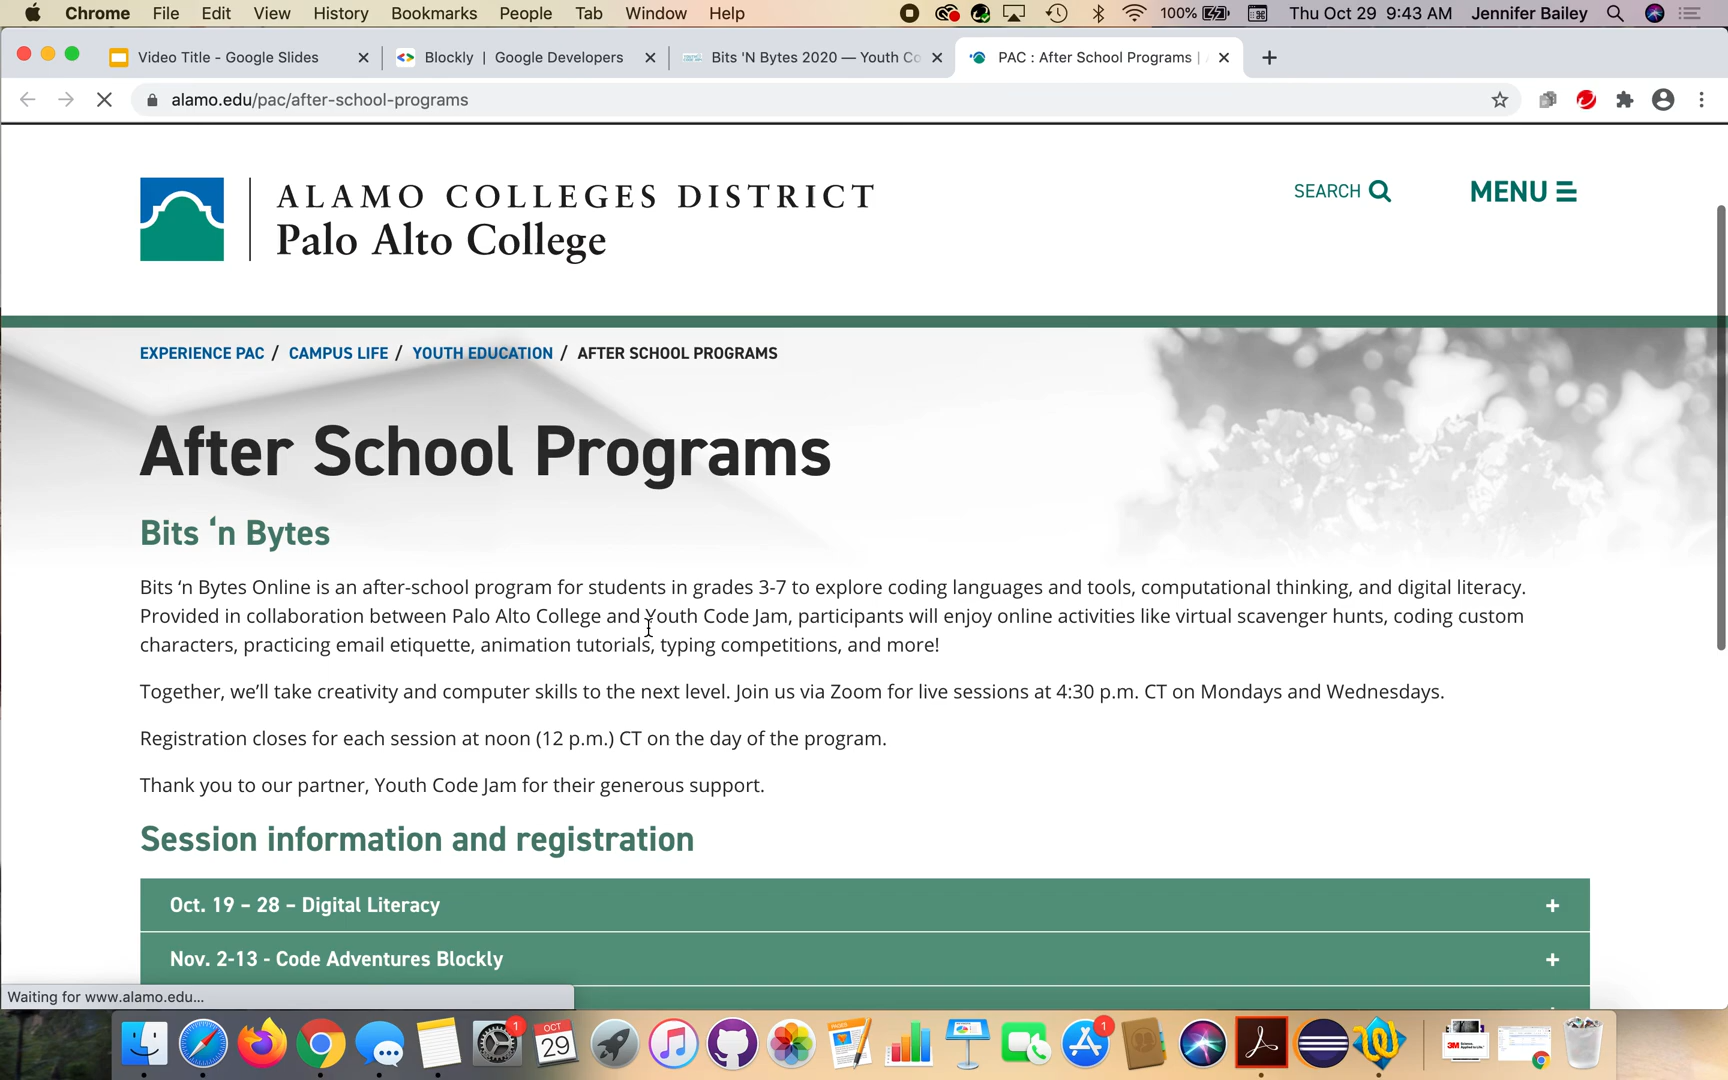 Chrome File Edit View History Bookmarks People Tab Window Help 100% Thu Oct 29 9:43 AM Jennifer Bailey
Video Title - Google Slides
Blockly | Google Developers
Bits 'N Bytes 2020 — Youth Co
PAC : After School Programs |
alamo.edu/pac/after-school-programs
ALAMO COLLEGES DISTRICT
Palo Alto College
SEARCH
MENU
EXPERIENCE PAC / CAMPUS LIFE / YOUTH EDUCATION / AFTER SCHOOL PROGRAMS
After School Programs
Bits ‘n Bytes
Bits ‘n Bytes Online is an after-school program for students in grades 3-7 to explore coding languages and tools, computational thinking, and digital literacy.
Provided in collaboration between Palo Alto College and Youth Code Jam, participants will enjoy online activities like virtual scavenger hunts, coding custom
characters, practicing email etiquette, animation tutorials, typing competitions, and more!
Together, we’ll take creativity and computer skills to the next level. Join us via Zoom for live sessions at 4:30 p.m. CT on Mondays and Wednesdays.
Registration closes for each session at noon (12 p.m.) CT on the day of the program.
Thank you to our partner, Youth Code Jam for their generous support.
Session information and registration
Oct. 19 – 28 – Digital Literacy +
Nov. 2-13 - Code Adventures Blockly +
Waiting for www.alamo.edu...
1
OCT
29
PAGES
1
3M